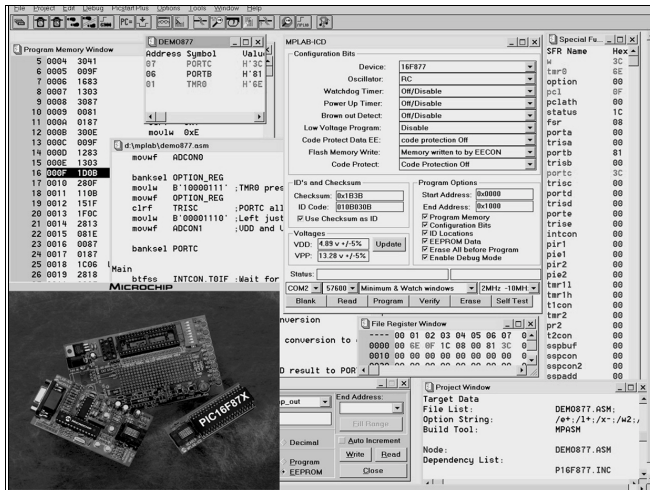 File Project Edit Debug Picstart Plus Options Tools Window Help
Program Memory Window
5 0004 3041
6 0005 009F
7 0006 1683
8 0007 1303
9 0008 3087
10 0009 0081
11 000A 0187
12 000B 300E
13 000C 009F
14 000D 1283
15 000E 1303
16 000F 1D0B
17 0010 280F
18 0011 110B
19 0012 151F
20 0013 1F0C
21 0014 2813
22 0015 081E
23 0016 0087
24 0017 0187
25 0018 1C06
26 0019 2818
moulw 0xE
DEMO877
Address Symbol Value
07 PORTC H'3C
06 PORTB H'81
01 TMR0 H'6E
d:\mplab\demo877.asm
movwf ADCON0
banksel OPTION_REG
movlw B'10000111' ;TMR0 pres
movwf OPTION_REG
clrf TRISC ;PORTC all
movlw B'00001110' ;Left just
movwf ADCON1 ;VDD and V
banksel PORTC
Main
btfss INTCON,T0IF ;Wait for
MPLAB-ICD
Configuration Bits
Device: 16F877
Oscillator: RC
Watchdog Timer: Off/Disable
Power Up Timer: Off/Disable
Brown out Detect: Off/Disable
Low Voltage Program: Disable
Code Protect Data EE: code protection Off
Flash Memory Write: Memory written to by EECON
Code Protect: Code Protection Off
ID's and Checksum
Checksum: 0x1B3B
ID Code: 010B030B
Use Checksum as ID
Voltages
VDD: 4.89 v +/-5% Update
VPP: 13.28 v +/-5%
Program Options
Start Address: 0x0000
End Address: 0x1000
Program Memory
Configuration Bits
ID Locations
EEPROM Data
Erase All before Program
Enable Debug Mode
Status:
COM2 57600 Minimum & Watch windows 2MHz -10MH
Blank Read Program Verify Erase Self Test
Special Fu...
SFR Name Hex
w 3C
tmr0 6E
option 00
pcl 0F
pclath 00
status 1C
fsr 08
porta 00
trisa 00
portb 81
trisb 00
portc 3C
trisc 00
portd 00
trisd 00
porte 00
trise 00
intcon 00
pir1 00
pie1 00
pir2 00
pie2 00
tmr1l 00
tmr1h 00
t1con 00
tmr2 00
pr2 00
t2con 00
sspbuf 00
sspcon 00
sspcon2 00
sspadd 00
MICROCHIP
PIC16F87X
nversion
conversion to
D result to POR
File Register Window
00 01 02 03 04 05 06 07
0000 00 6E 0F 1C 08 00 81 3C
0010 00 00 00 00 00 00 00 00
p_out
End Address:
Fill Range
Decimal
Auto Increment
Write Read
Program
EEPROM
Close
Project Window
Target Data
File List: DEMO877.ASM;
Option String: /e+;/l+;/x-;/w2;/
Build Tool: MPASM
Node: DEMO877.ASM
Dependency List:
P16F877.INC